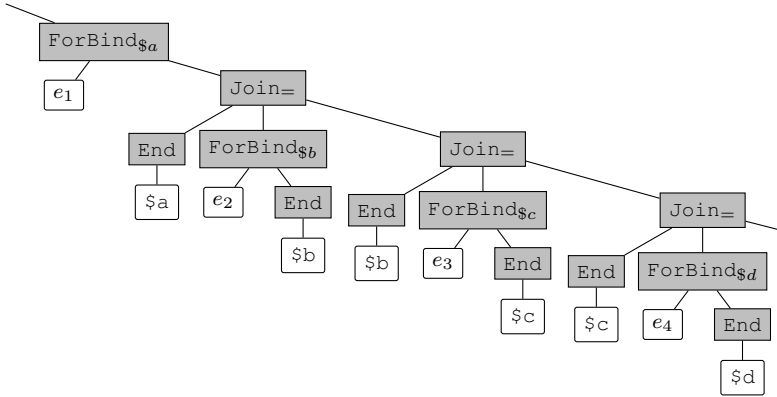 ForBind$a
e1
Join=
End
ForBind$b
$a
e2
End
$b
Join=
End
ForBind$c
$b
e3
End
$c
Join=
End
ForBind$d
$c
e4
End
$d